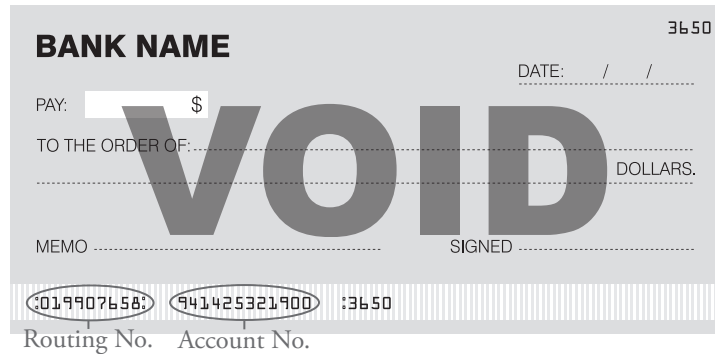 3650
BANK NAME
DATE: / /
PAY: $
TO THE ORDER OF:
DOLLARS.
VOID
MEMO SIGNED
⑆019907658⑆ 941425321900 ⑆3650
Routing No. Account No.